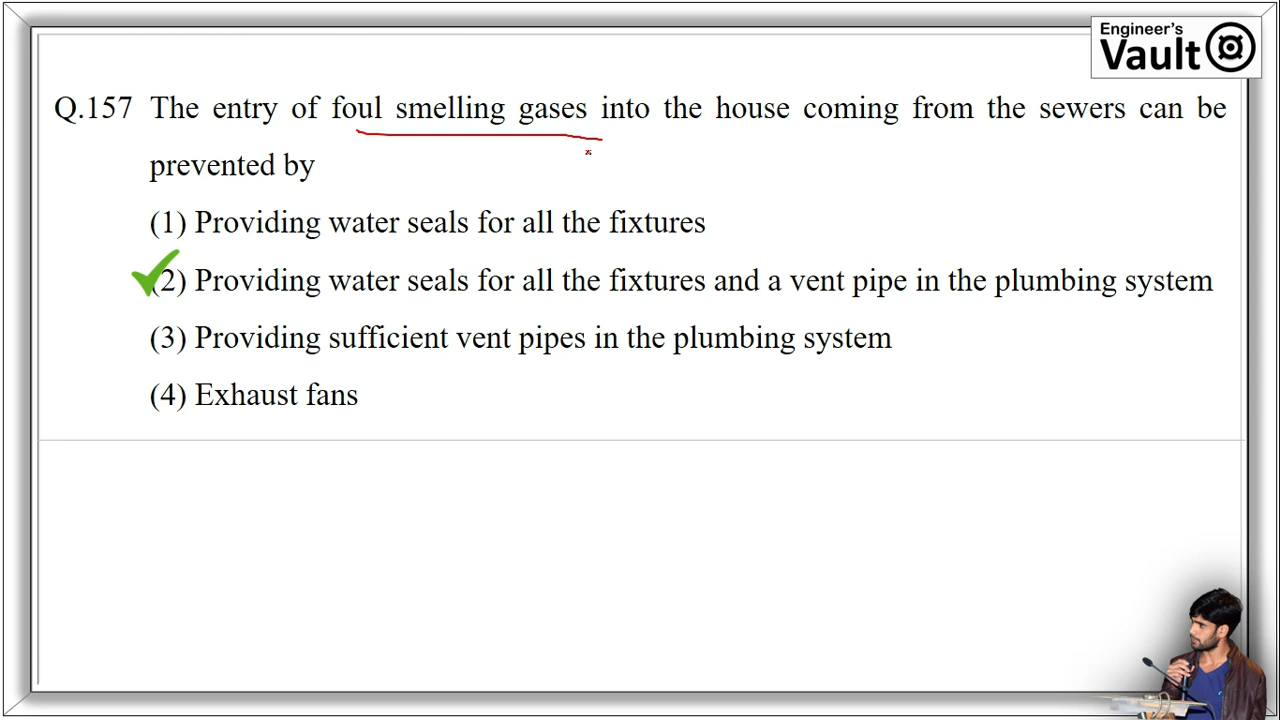 Engineer's
Vault
Q.157 The entry of foul smelling gases into the house coming from the sewers can be
prevented by
(1) Providing water seals for all the fixtures
(2) Providing water seals for all the fixtures and a vent pipe in the plumbing system
(3) Providing sufficient vent pipes in the plumbing system
(4) Exhaust fans